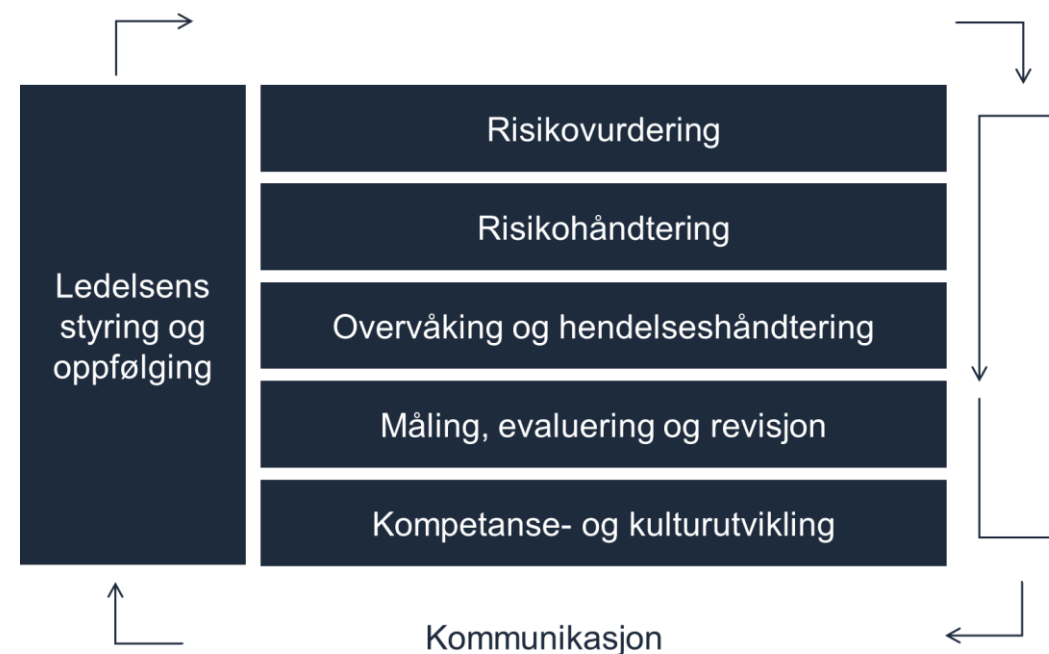 Ledelsens
styring og
oppfølging
Risikovurdering
Risikohåndtering
Overvåking og hendelseshåndtering
Måling, evaluering og revisjon
Kompetanse- og kulturutvikling
Kommunikasjon